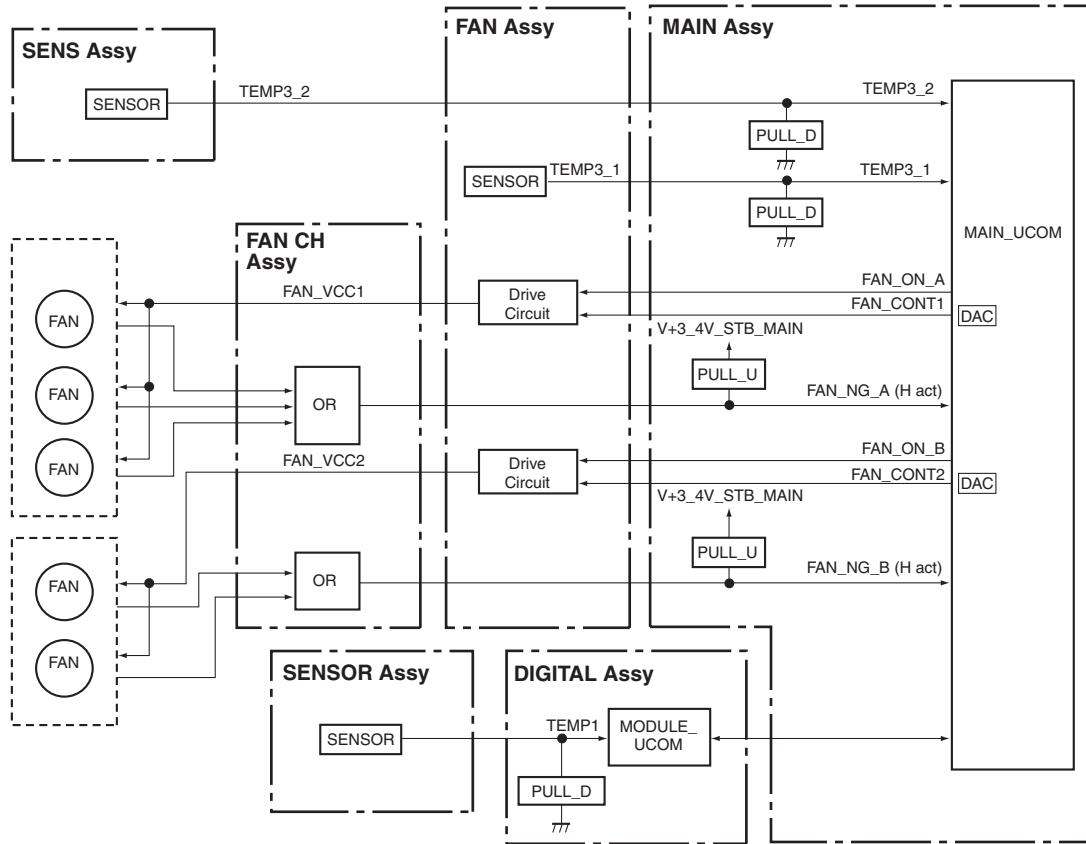 FAN Assy
MAIN Assy
SENS Assy
SENSOR
TEMP3_2
TEMP3_2
PULL_D
SENSOR
TEMP3_1
TEMP3_1
PULL_D
MAIN_UCOM
FAN CH
Assy
FAN
FAN_VCC1
Drive
Circuit
FAN_ON_A
FAN_CONT1
DAC
V+3_4V_STB_MAIN
PULL_U
FAN
OR
FAN_NG_A (H act)
FAN
FAN_VCC2
Drive
Circuit
FAN_ON_B
FAN_CONT2
DAC
V+3_4V_STB_MAIN
PULL_U
FAN
OR
FAN_NG_B (H act)
FAN
SENSOR Assy
DIGITAL Assy
SENSOR
TEMP1
MODULE_
UCOM
PULL_D